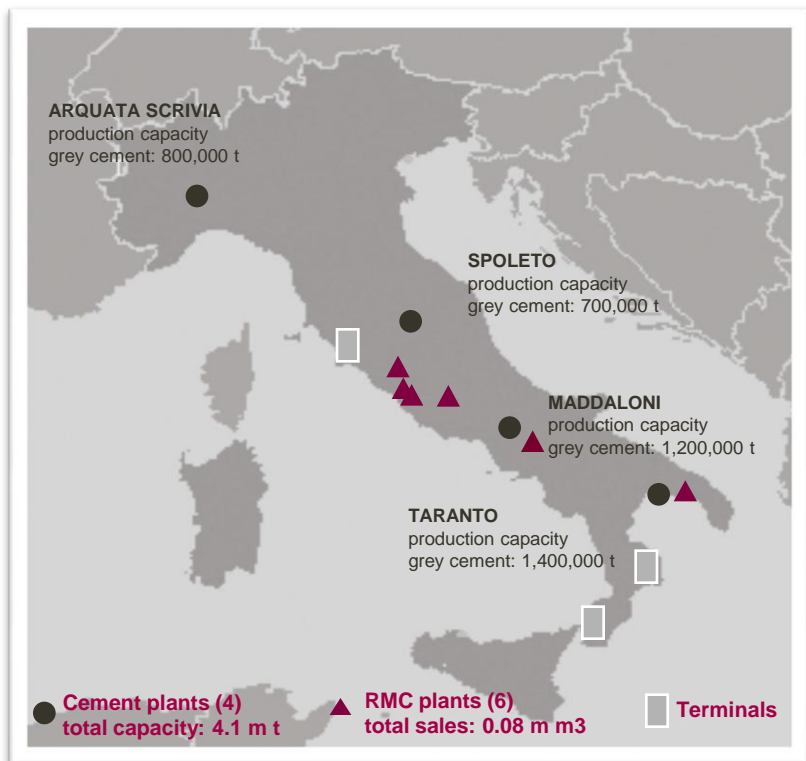 ARQUATA SCRIVIA
production capacity
grey cement: 800,000 t
SPOLETO
production capacity
grey cement: 700,000 t
MADDALONI
production capacity
grey cement: 1,200,000 t
TARANTO
production capacity
grey cement: 1,400,000 t
Cement plants (4)
total capacity: 4.1 m t
RMC plants (6)
total sales: 0.08 m m3
Terminals